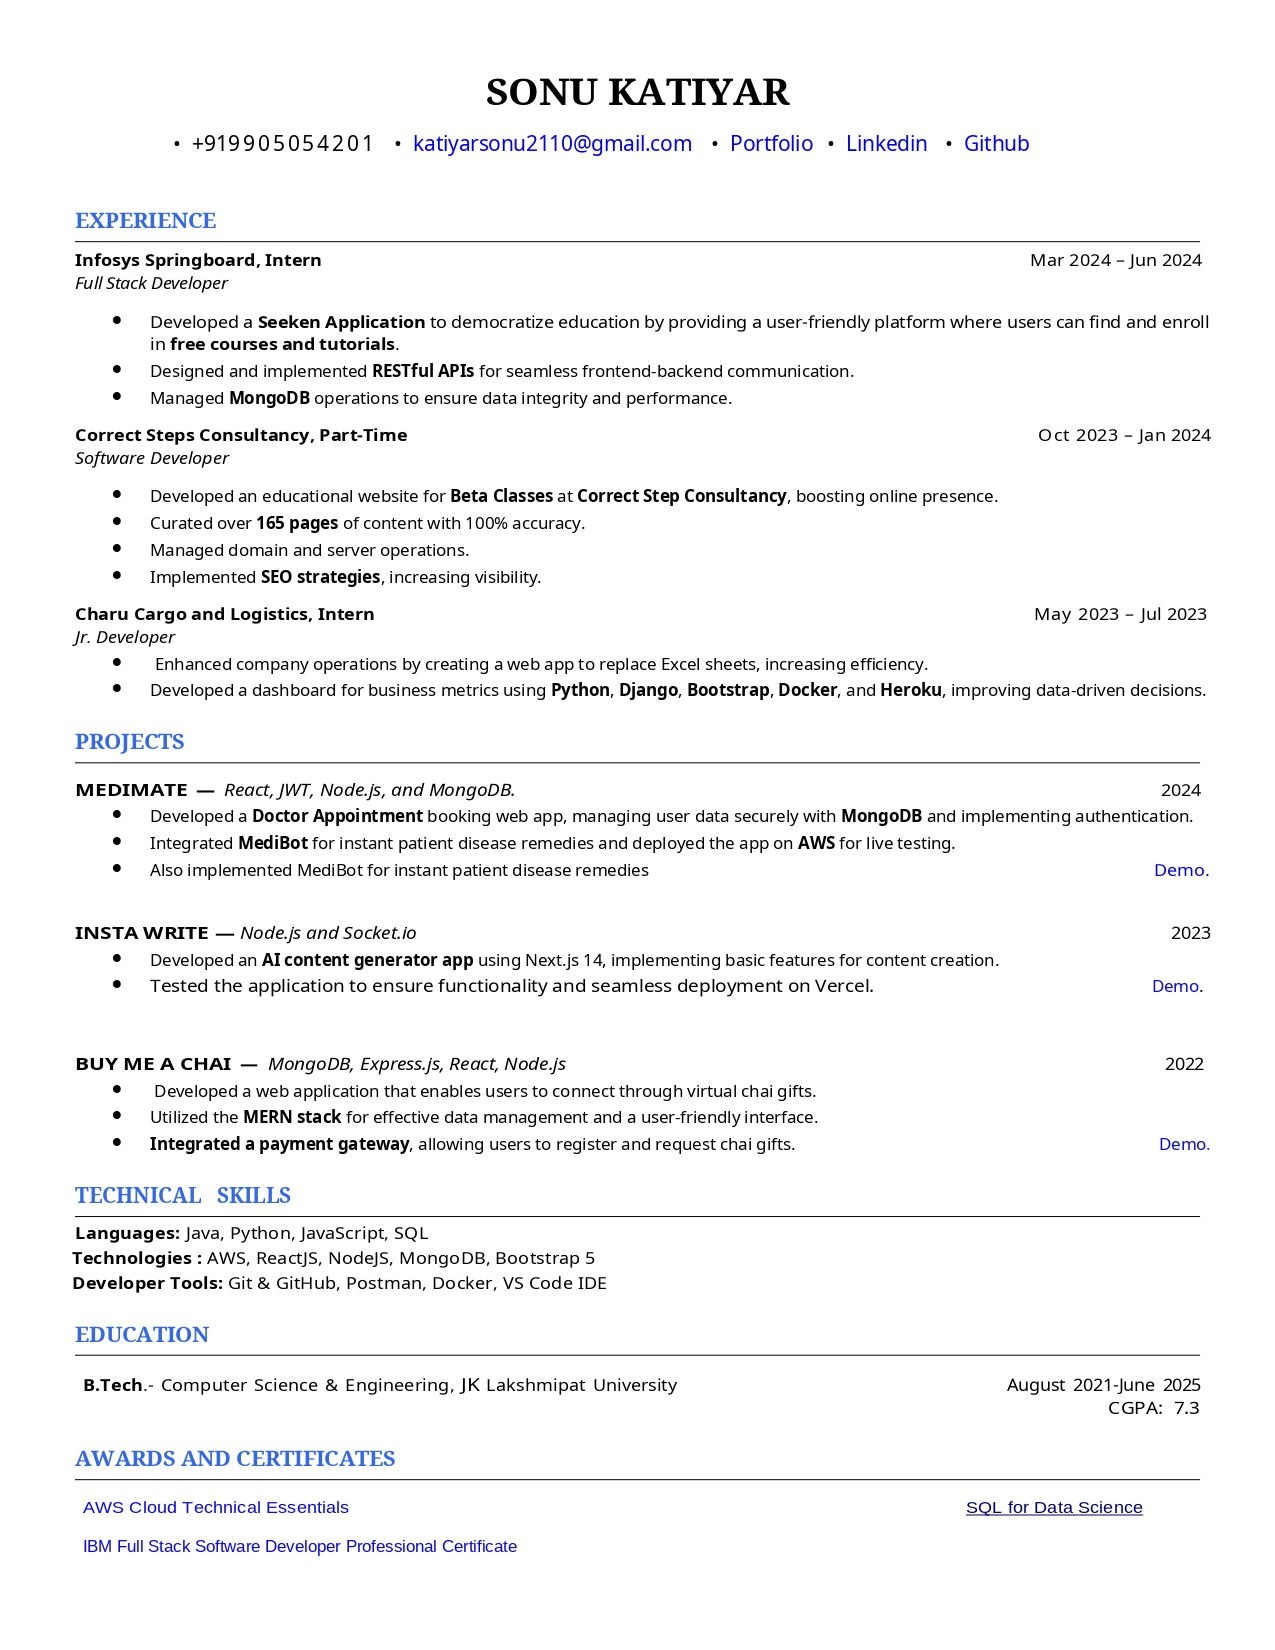 SONU KATIYAR
• +919905054201 • katiyarsonu2110@gmail.com • Portfolio • Linkedin • Github
EXPERIENCE
Infosys Springboard, Intern Mar 2024 – Jun 2024
Full Stack Developer
● Developed a Seeken Application to democratize education by providing a user-friendly platform where users can find and enroll
in free courses and tutorials.
● Designed and implemented RESTful APIs for seamless frontend-backend communication.
● Managed MongoDB operations to ensure data integrity and performance.
Correct Steps Consultancy, Part-Time Oct 2023 – Jan 2024
Software Developer
● Developed an educational website for Beta Classes at Correct Step Consultancy, boosting online presence.
● Curated over 165 pages of content with 100% accuracy.
● Managed domain and server operations.
● Implemented SEO strategies, increasing visibility.
Charu Cargo and Logistics, Intern May 2023 – Jul 2023
Jr. Developer
● Enhanced company operations by creating a web app to replace Excel sheets, increasing efficiency.
● Developed a dashboard for business metrics using Python, Django, Bootstrap, Docker, and Heroku, improving data-driven decisions.
PROJECTS
MEDIMATE — React, JWT, Node.js, and MongoDB. 2024
● Developed a Doctor Appointment booking web app, managing user data securely with MongoDB and implementing authentication.
● Integrated MediBot for instant patient disease remedies and deployed the app on AWS for live testing.
● Also implemented MediBot for instant patient disease remedies Demo.
INSTA WRITE — Node.js and Socket.io 2023
● Developed an AI content generator app using Next.js 14, implementing basic features for content creation.
● Tested the application to ensure functionality and seamless deployment on Vercel. Demo.
BUY ME A CHAI — MongoDB, Express.js, React, Node.js 2022
● Developed a web application that enables users to connect through virtual chai gifts.
● Utilized the MERN stack for effective data management and a user-friendly interface.
● Integrated a payment gateway, allowing users to register and request chai gifts. Demo.
TECHNICAL SKILLS
Languages: Java, Python, JavaScript, SQL
Technologies : AWS, ReactJS, NodeJS, MongoDB, Bootstrap 5
Developer Tools: Git & GitHub, Postman, Docker, VS Code IDE
EDUCATION
B.Tech.- Computer Science & Engineering, JK Lakshmipat University August 2021-June 2025
CGPA: 7.3
AWARDS AND CERTIFICATES
AWS Cloud Technical Essentials SQL for Data Science
IBM Full Stack Software Developer Professional Certificate